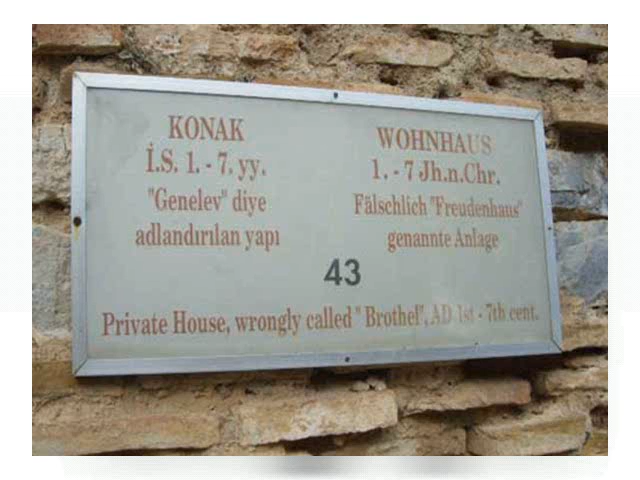 KONAK
İ.S. 1. - 7. yy.
"Genelev" diye
adlandırılan yapı
WOHNHAUS
1. - 7 Jh.n.Chr.
Fälschlich "Freudenhaus"
genannte Anlage
43
Private House, wrongly called " Brothel", AD 1st - 7th cent.